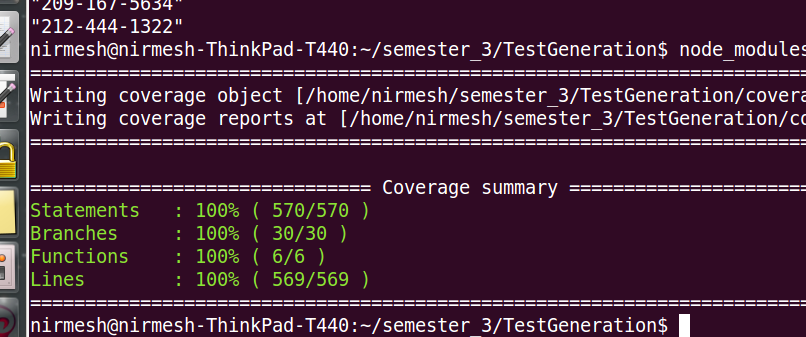 "209-167-5634"
"212-444-1322"
nirmesh@nirmesh-ThinkPad-T440:~/semester_3/TestGeneration$ node_modules
=============================================================================
Writing coverage object [/home/nirmesh/semester_3/TestGeneration/covera
Writing coverage reports at [/home/nirmesh/semester_3/TestGeneration/co
=============================================================================
=============================== Coverage summary ======================
Statements   : 100% ( 570/570 )
Branches     : 100% ( 30/30 )
Functions    : 100% ( 6/6 )
Lines        : 100% ( 569/569 )
=============================================================================
nirmesh@nirmesh-ThinkPad-T440:~/semester_3/TestGeneration$